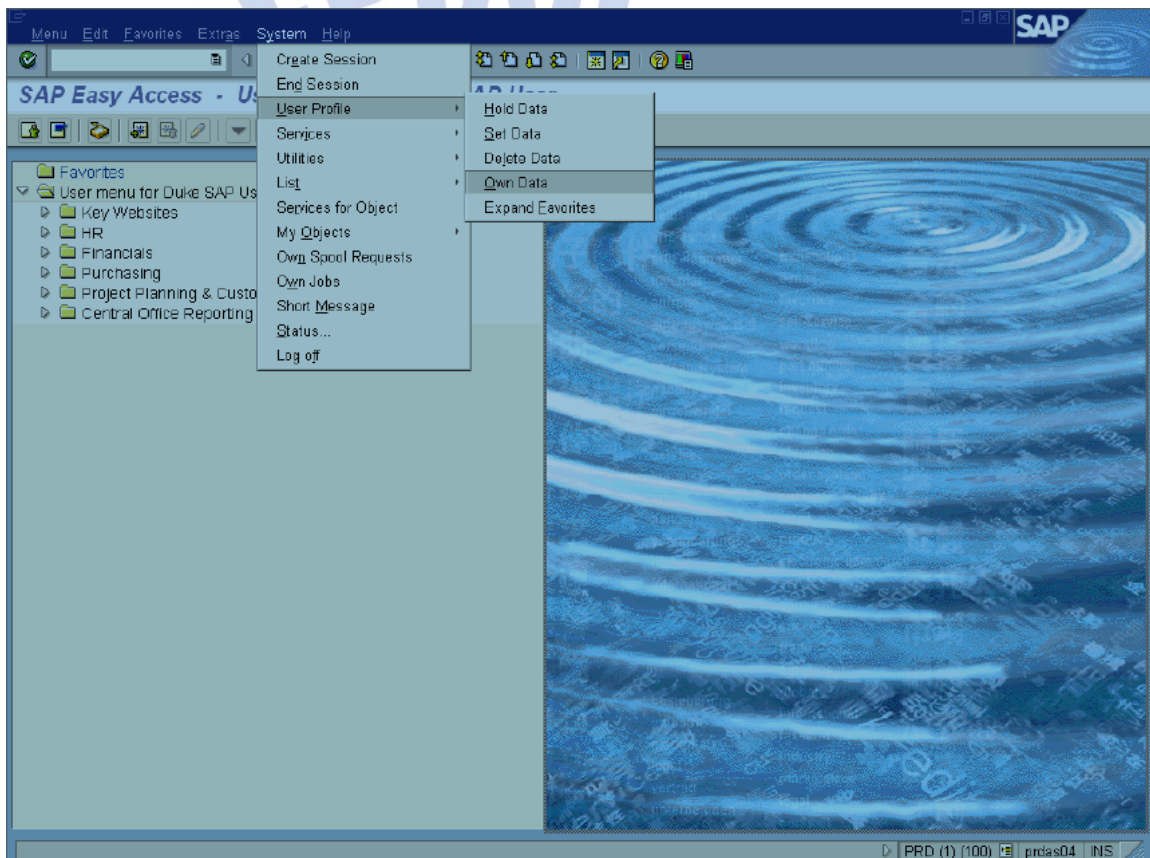 Menu Edit Favorites Extras System Help
SAP
SAP Easy Access - Us
AP User
Create Session
End Session
User Profile
Services
Utilities
List
Services for Object
My Objects
Own Spool Requests
Own Jobs
Short Message
Status...
Log off
Hold Data
Set Data
Delete Data
Own Data
Expand Favorites
Favorites
User menu for Duke SAP Us
Key Websites
HR
Financials
Purchasing
Project Planning & Custo
Central Office Reporting
PRD (1) (100) prdas04 INS